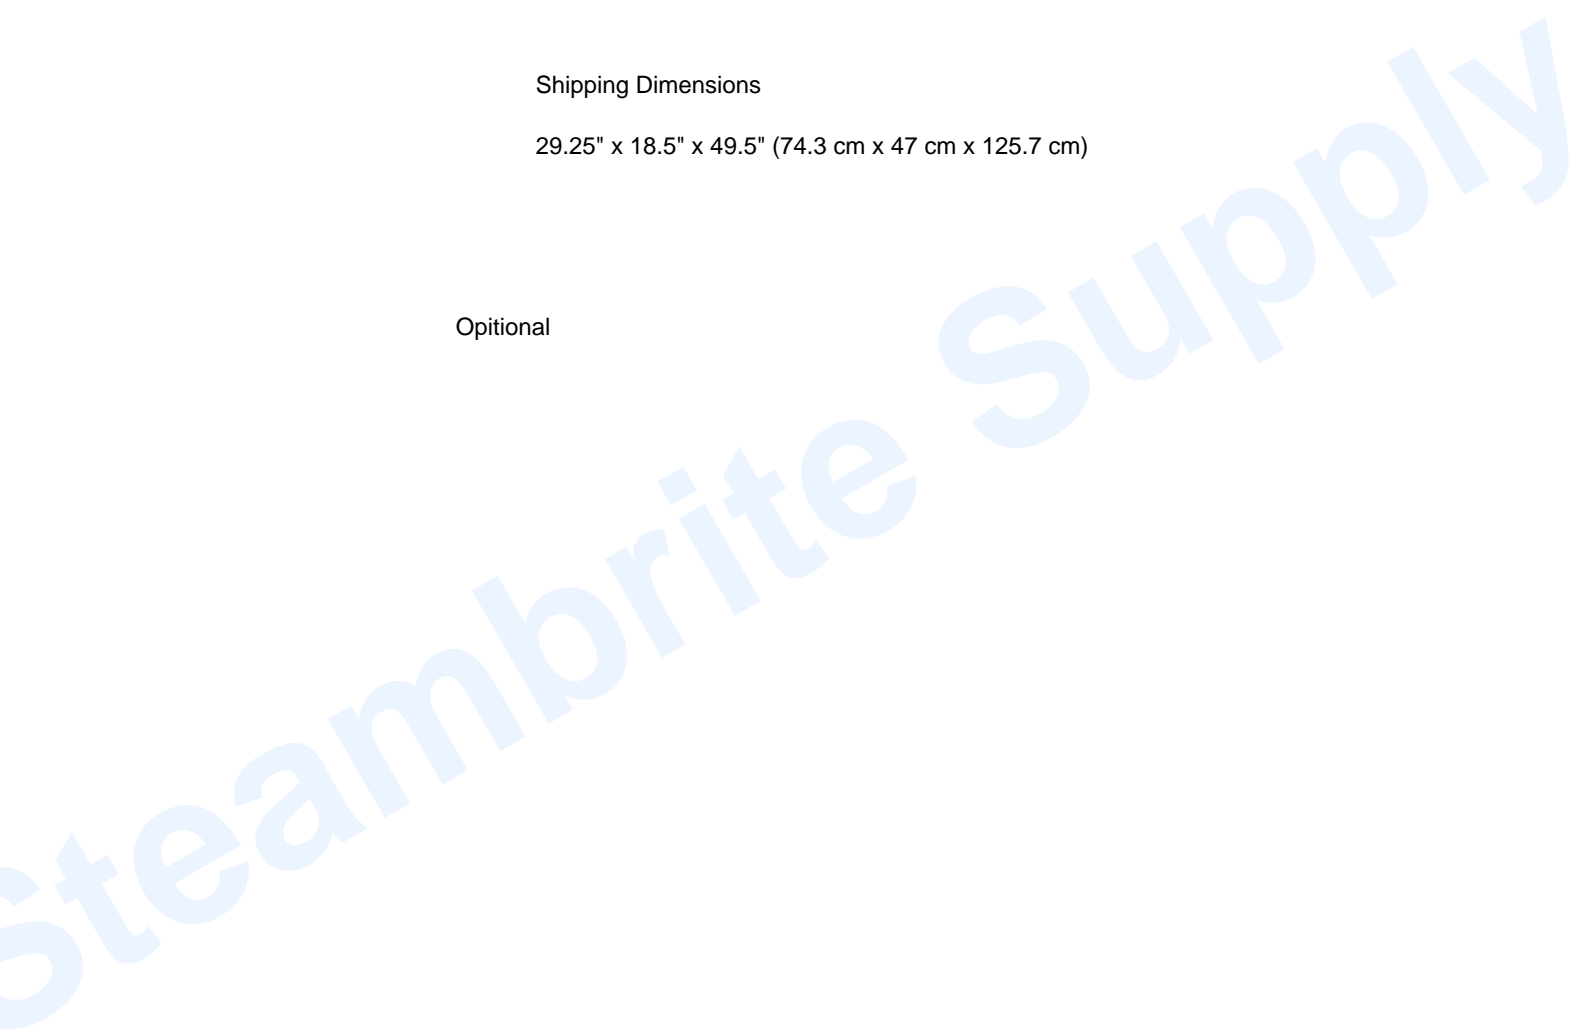 Shipping Dimensions
29.25" x 18.5" x 49.5" (74.3 cm x 47 cm x 125.7 cm)
Opitional
Steambrite Supply